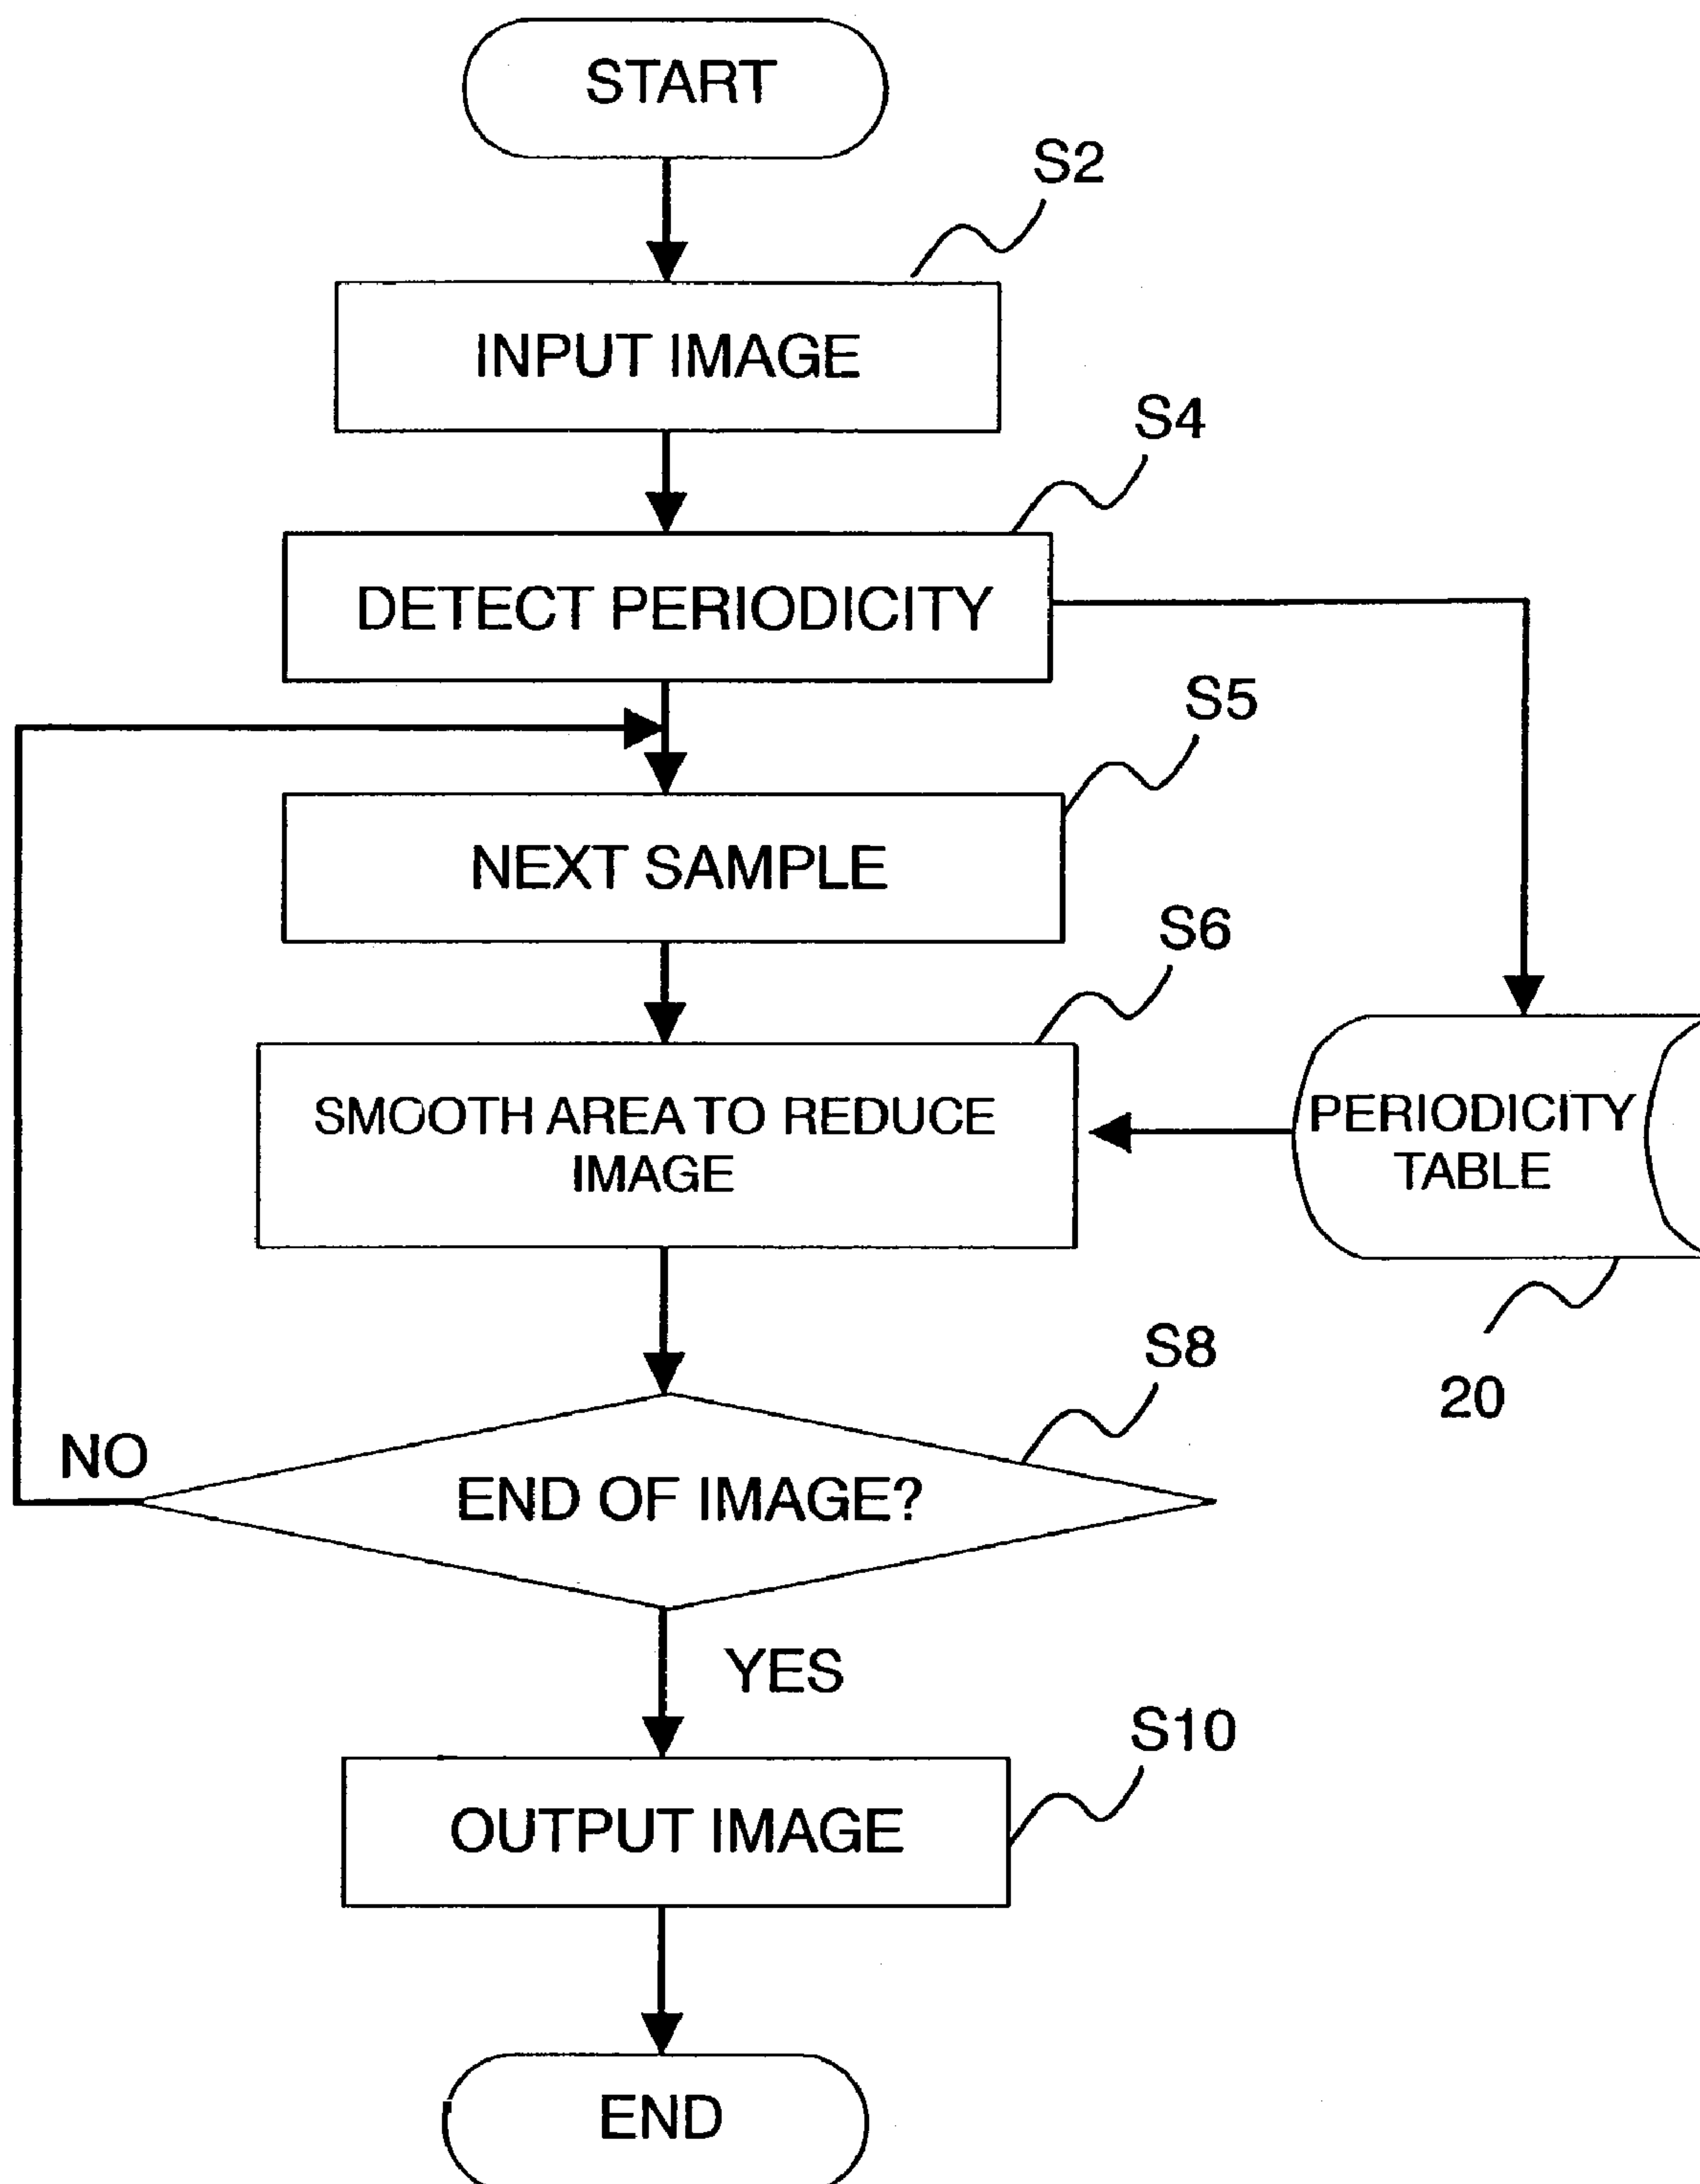 START
S2
INPUT IMAGE
S4
DETECT PERIODICITY
S5
NEXT SAMPLE
S6
SMOOTH AREA TO REDUCE
IMAGE
PERIODICITY
TABLE
20
S8
NO
END OF IMAGE?
YES
S10
OUTPUT IMAGE
END